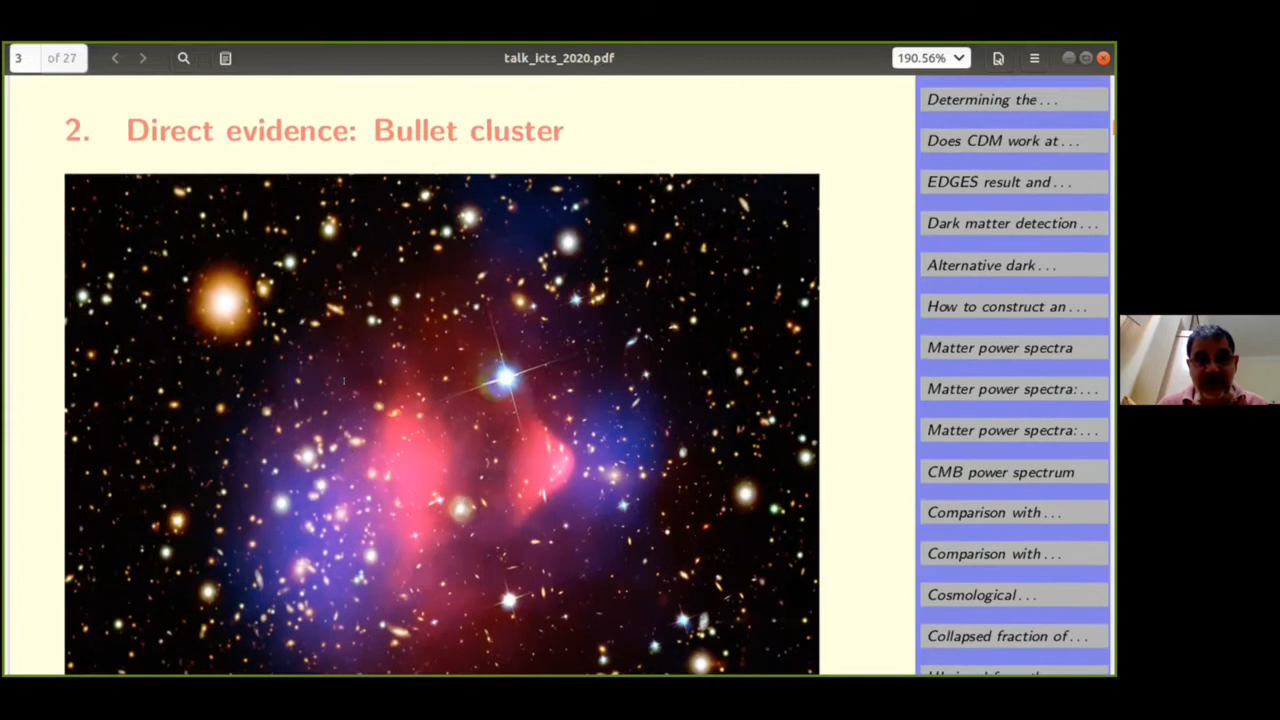 3 of 27
talk_icts_2020.pdf
190.56%
2. Direct evidence: Bullet cluster
Determining the . . .
Does CDM work at . . .
EDGES result and . . .
Dark matter detection . . .
Alternative dark . . .
How to construct an . . .
Matter power spectra
Matter power spectra: . . .
Matter power spectra: . . .
CMB power spectrum
Comparison with . . .
Comparison with . . .
Cosmological . . .
Collapsed fraction of . . .